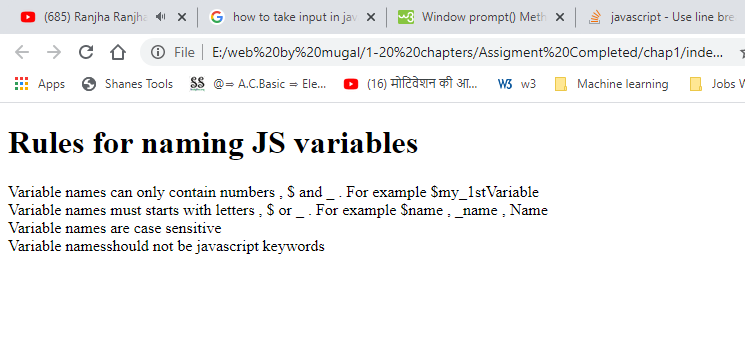 (685) Ranjha Ranjha
how to take input in jav
Window prompt() Meth
javascript - Use line bre
File | E:/web%20by%20mugal/1-20%20chapters/Assigment%20Completed/chap1/inde...
Apps
Shanes Tools
@⇒ A.C.Basic ⇒ Ele...
(16) मोटिवेशन की आ...
w3
Machine learning
Jobs W
Rules for naming JS variables
Variable names can only contain numbers , $ and _ . For example $my_1stVariable
Variable names must starts with letters , $ or _ . For example $name , _name , Name
Variable names are case sensitive
Variable namesshould not be javascript keywords